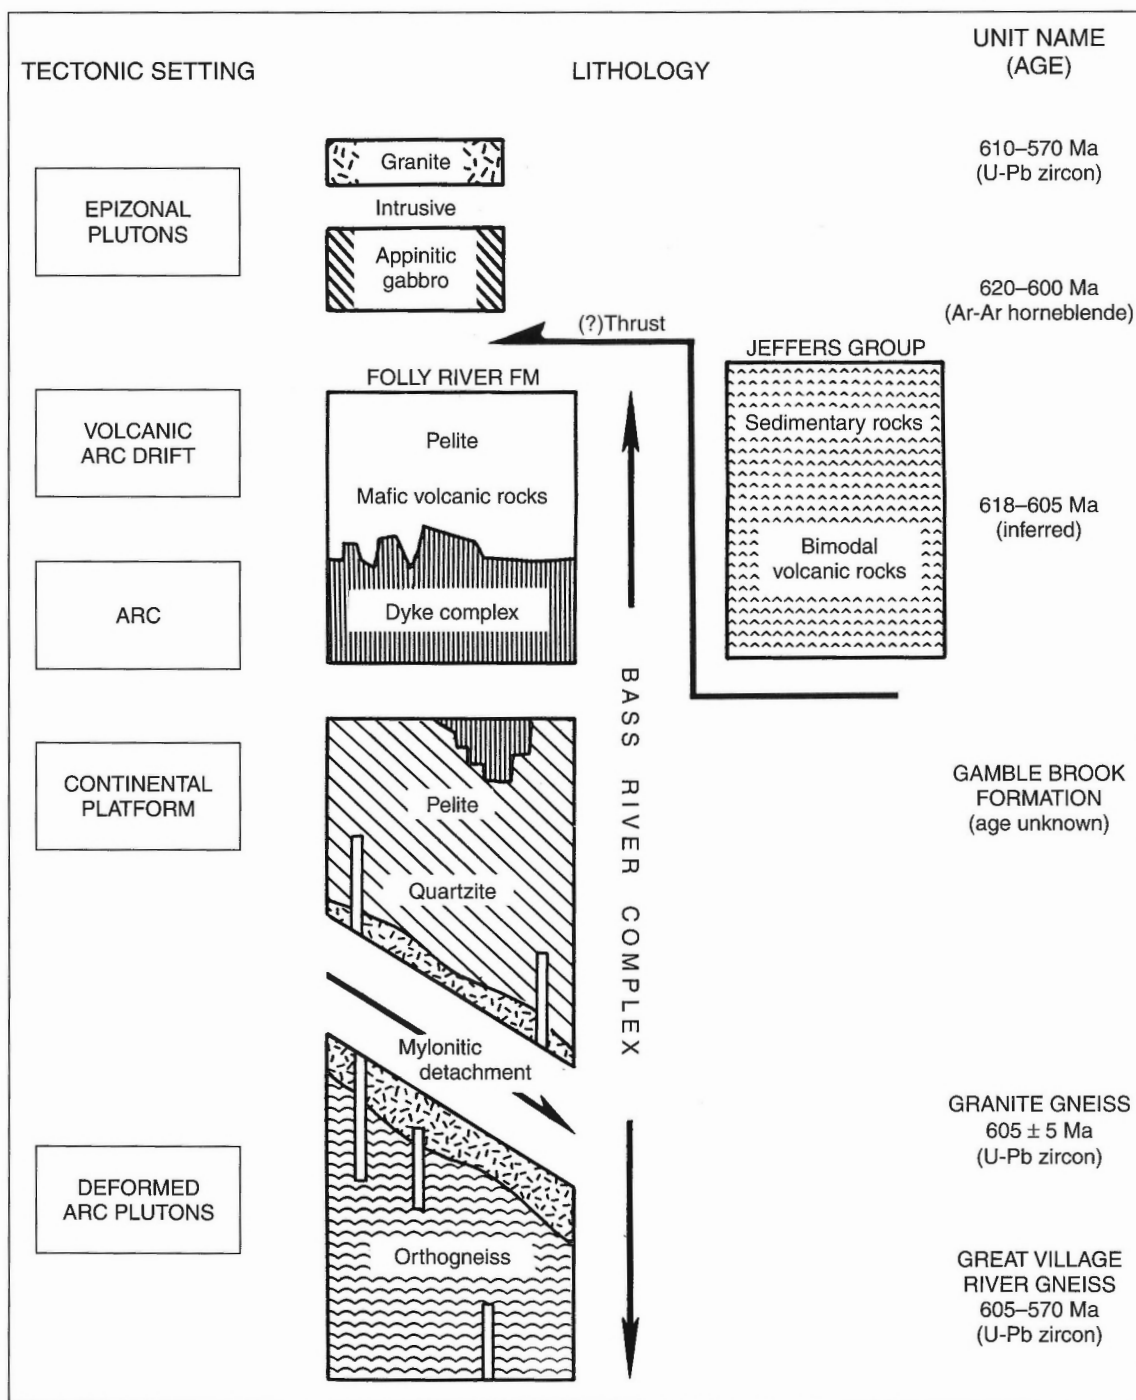 TECTONIC SETTING
LITHOLOGY
UNIT NAME
(AGE)
EPIZONAL
PLUTONS
Granite
Intrusive
Appinitic
gabbro
610–570 Ma
(U-Pb zircon)
620–600 Ma
(Ar-Ar horneblende)
(?)Thrust
JEFFERS GROUP
FOLLY RIVER FM
VOLCANIC
ARC DRIFT
Pelite
Mafic volcanic rocks
Sedimentary rocks
618–605 Ma
(inferred)
Bimodal
volcanic rocks
ARC
Dyke complex
BASS RIVER COMPLEX
CONTINENTAL
PLATFORM
Pelite
Quartzite
GAMBLE BROOK
FORMATION
(age unknown)
Mylonitic
detachment
GRANITE GNEISS
605 ± 5 Ma
(U-Pb zircon)
DEFORMED
ARC PLUTONS
Orthogneiss
GREAT VILLAGE
RIVER GNEISS
605–570 Ma
(U-Pb zircon)